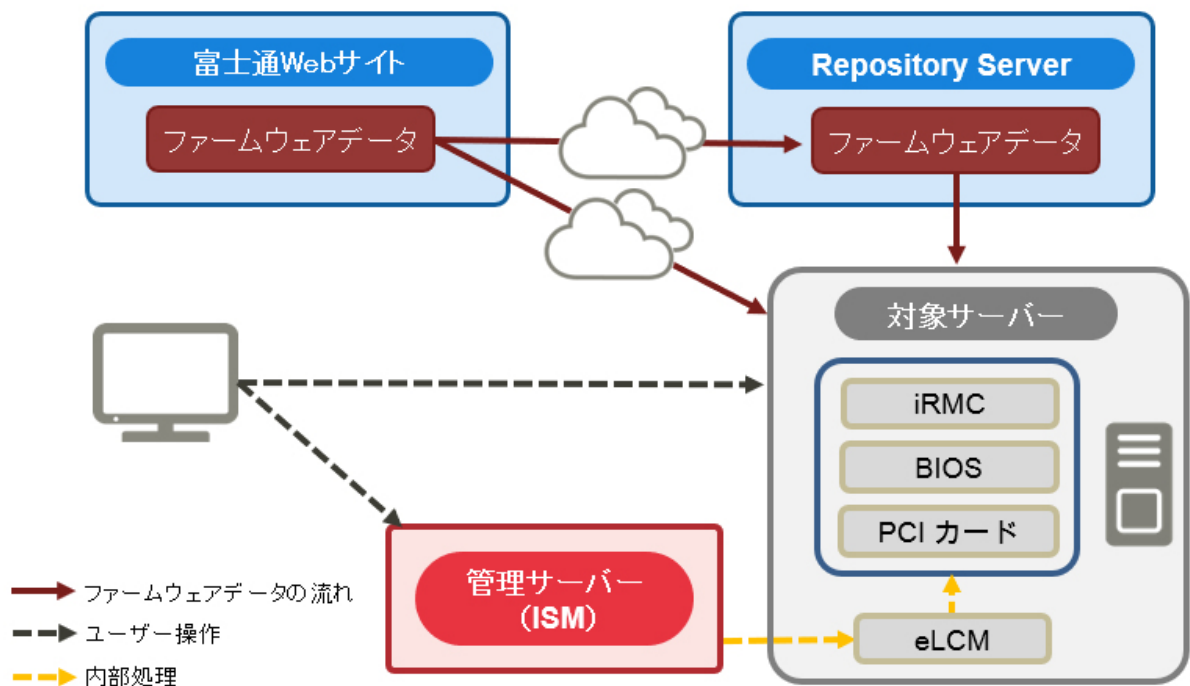 富士通Webサイト
ファームウェアデータ
Repository Server
ファームウェアデータ
対象サーバー
iRMC
BIOS
PCI カード
eLCM
管理サーバー
（ISM）
ファームウェアデータの流れ
ユーザー操作
内部処理